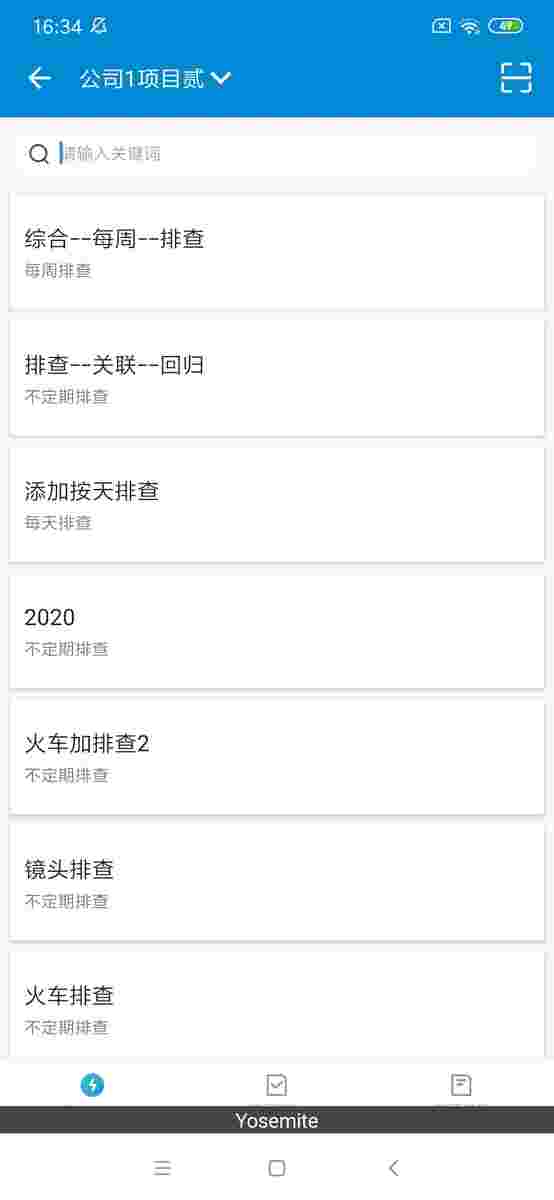 16:34
49
公司1项目贰
请输入关键词
综合--每周--排查
每周排查
排查--关联--回归
不定期排查
添加按天排查
每天排查
2020
不定期排查
火车加排查2
不定期排查
镜头排查
不定期排查
火车排查
不定期排查
Yosemite